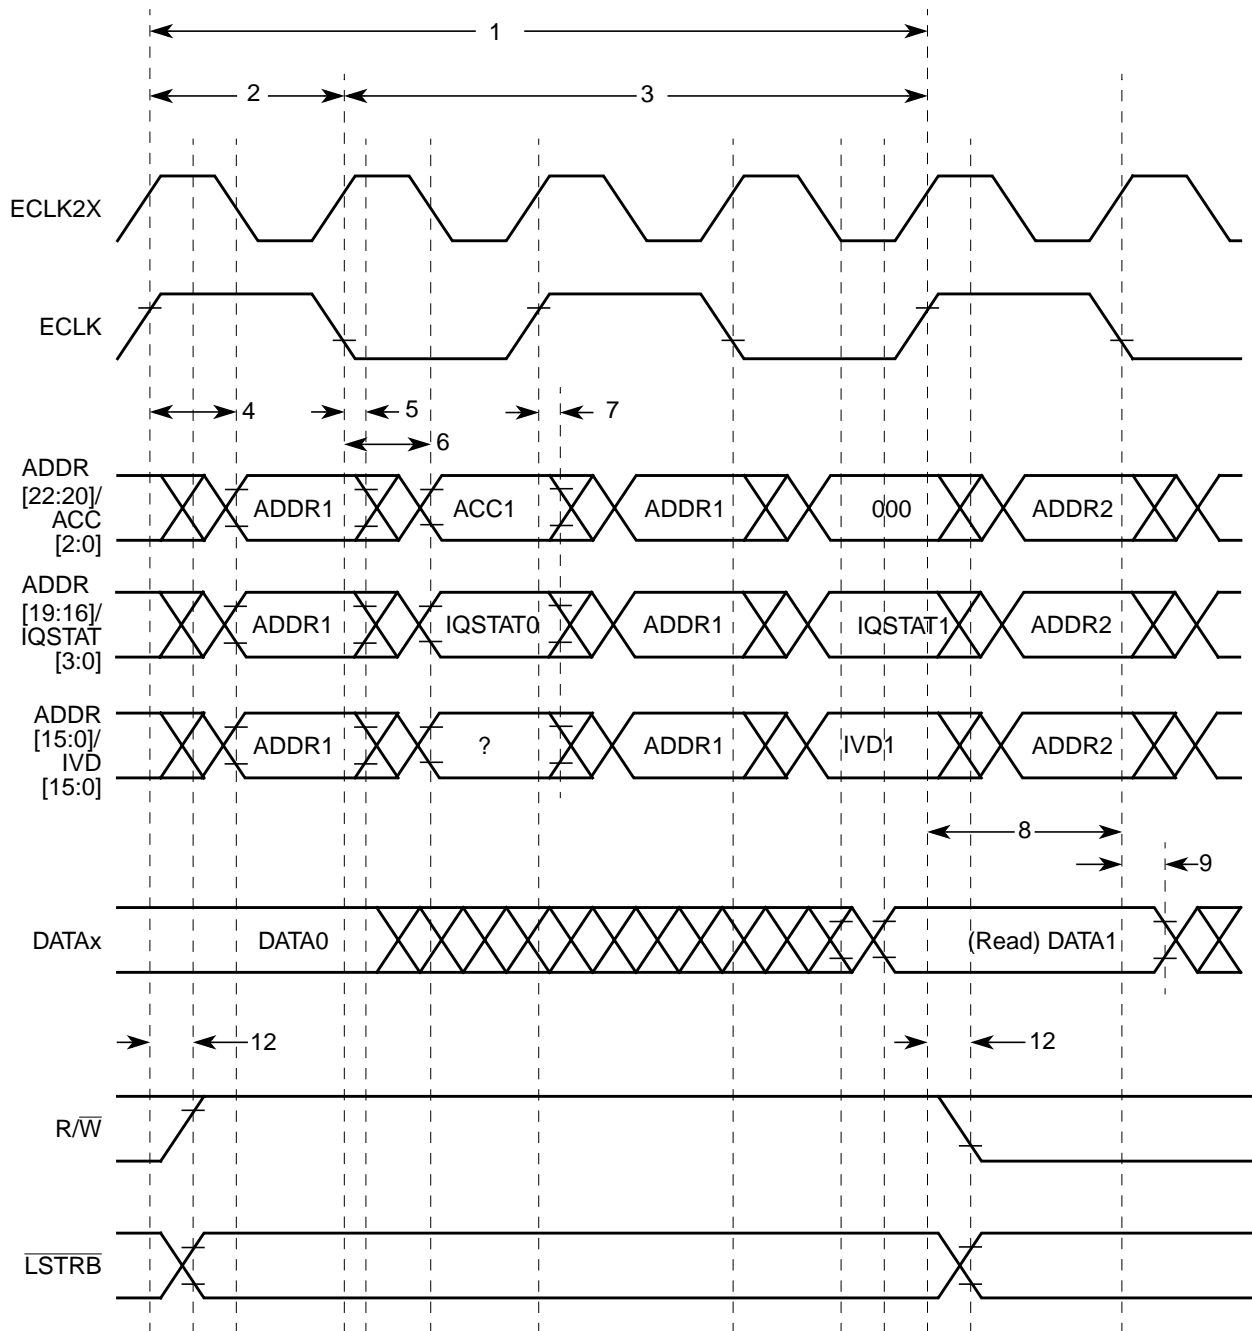 1
2 3
ECLK2X
ECLK
4 5 7
6
ADDR
[22:20]/
ACC
[2:0]
ADDR1 ACC1 ADDR1 000 ADDR2
ADDR
[19:16]/
IQSTAT
[3:0]
ADDR1 IQSTAT0 ADDR1 IQSTAT1 ADDR2
ADDR
[15:0]/
IVD
[15:0]
ADDR1 ? ADDR1 IVD1 ADDR2
8
9
DATAx DATA0 (Read) DATA1
12 12
R/W̅
L̅S̅T̅R̅B̅